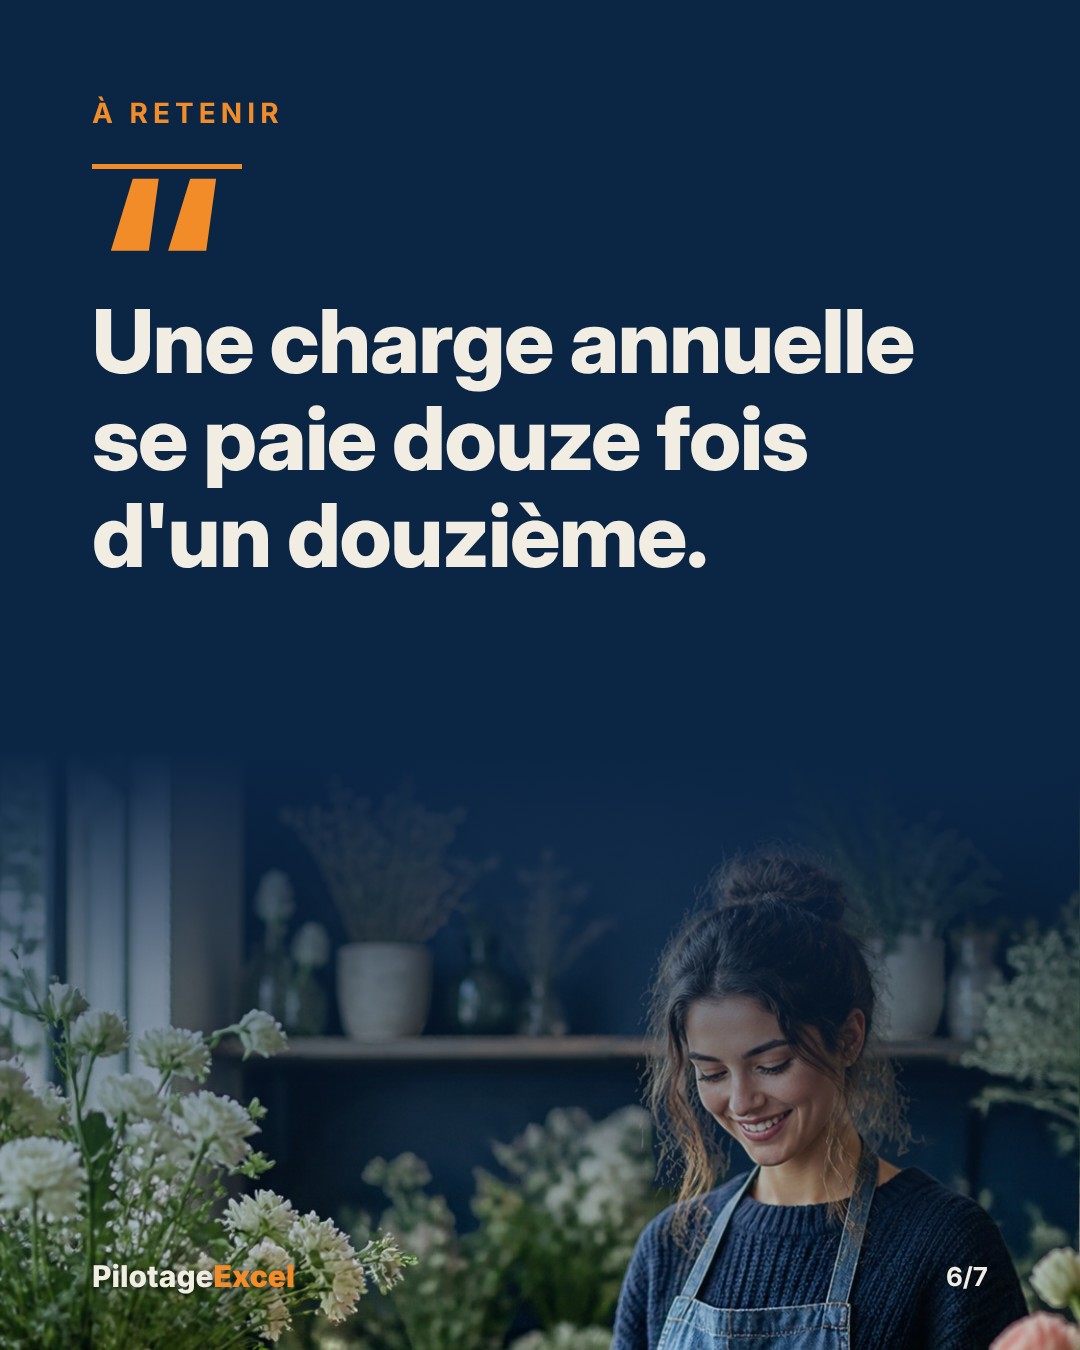 À RETENIR
"
Une charge annuelle
se paie douze fois
d'un douzième.
PilotageExcel
6/7